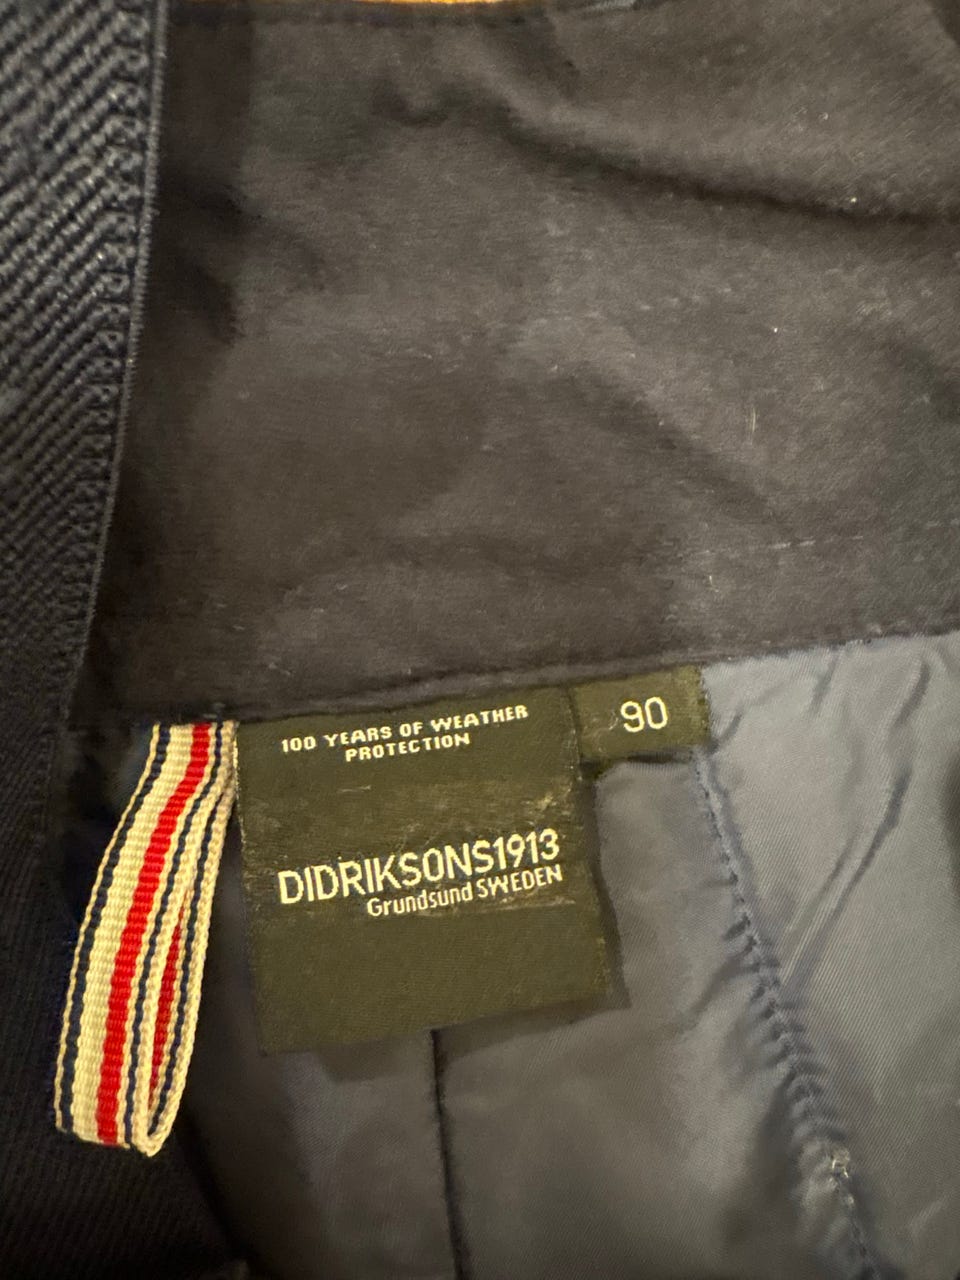 100 YEARS OF WEATHER
PROTECTION
90
DIDRIKSONS1913
Grundsund SWEDEN